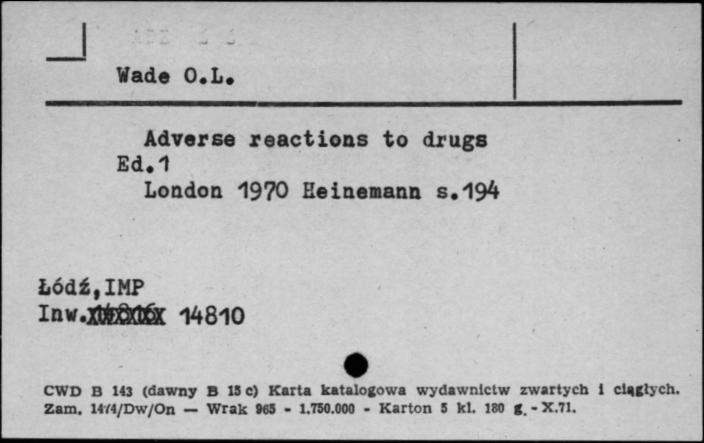 Wade O.L.
Adverse reactions to drugs
Ed.1
London 1970 Heinemann s.194
Łódź,IMP
Inw. 14810
CWD B 143 (dawny B 15 c) Karta katalogowa wydawnictw zwartych i ciągłych.
Zam. 1474/Dw/On — Wrak 965 - 1.750.000 - Karton 5 kl. 180 g. - X.71.